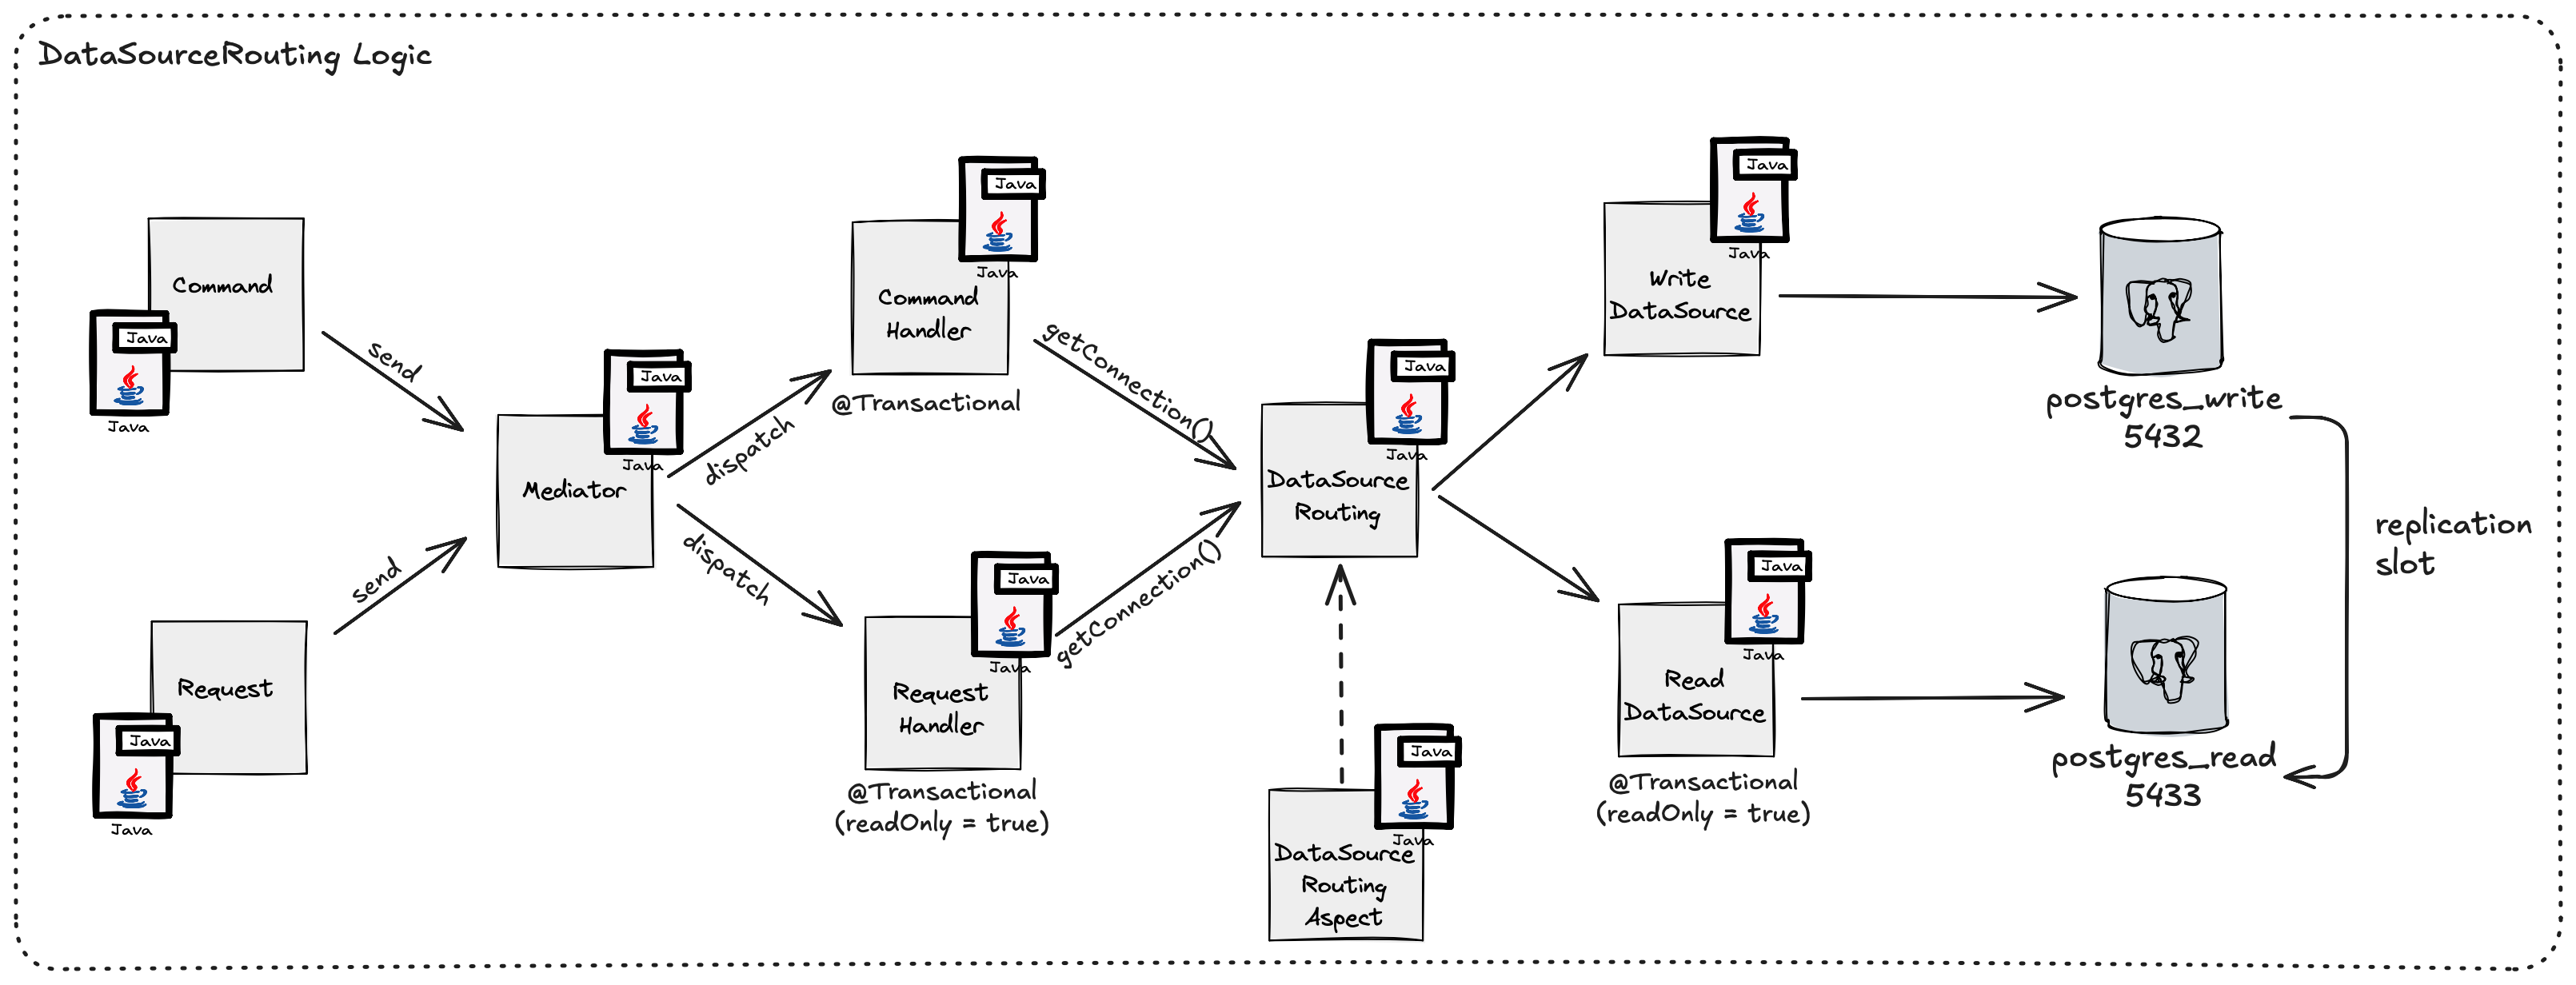 DataSourceRouting Logic
Command
Java
Java
send
Request
Java
Java
send
Mediator
Java
Java
dispatch
dispatch
Command
Handler
Java
Java
@Transactional
getConnection()
Request
Handler
Java
Java
@Transactional
(readOnly = true)
getConnection()
DataSource
Routing
Java
Java
DataSource
Routing
Aspect
Java
Java
Write
DataSource
Java
Java
Read
DataSource
Java
Java
@Transactional
(readOnly = true)
postgres_write
5432
replication
slot
postgres_read
5433